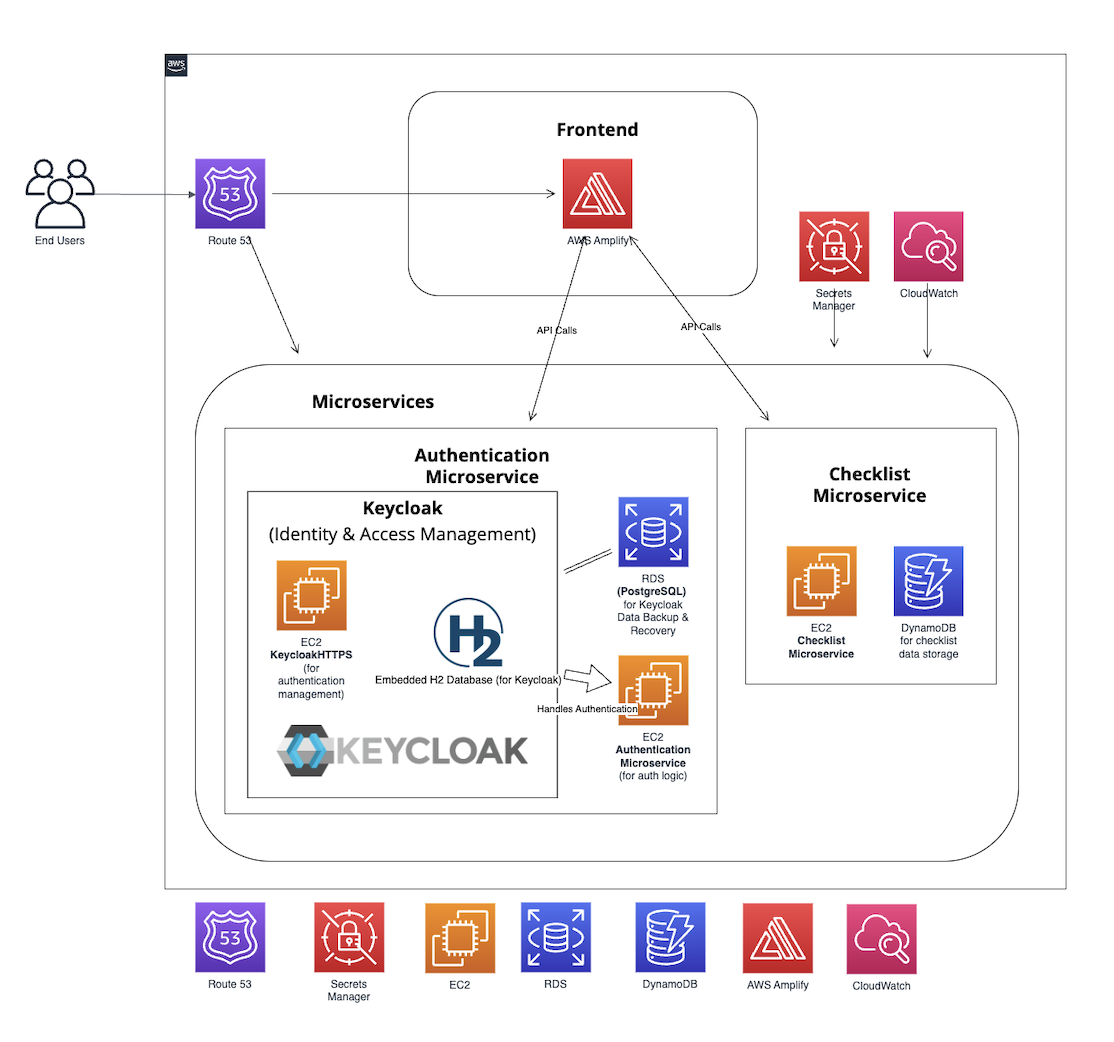 aws
Frontend
53
End Users
Route 53
AWS Amplify
Secrets
Manager
CloudWatch
API Calls
API Calls
Microservices
Authentication
Microservice
Keycloak
(Identity & Access Management)
EC2
KeycloakHTTPS
(for
authentication
management)
H2
Embedded H2 Database (for Keycloak)
KEYCLOAK
RDS
(PostgreSQL)
for Keycloak
Data Backup &
Recovery
Handles Authentication
EC2
Authentication
Microservice
(for auth logic)
Checklist
Microservice
EC2
Checklist
Microservice
DynamoDB
for checklist
data storage
53
Route 53
Secrets
Manager
EC2
RDS
DynamoDB
AWS Amplify
CloudWatch